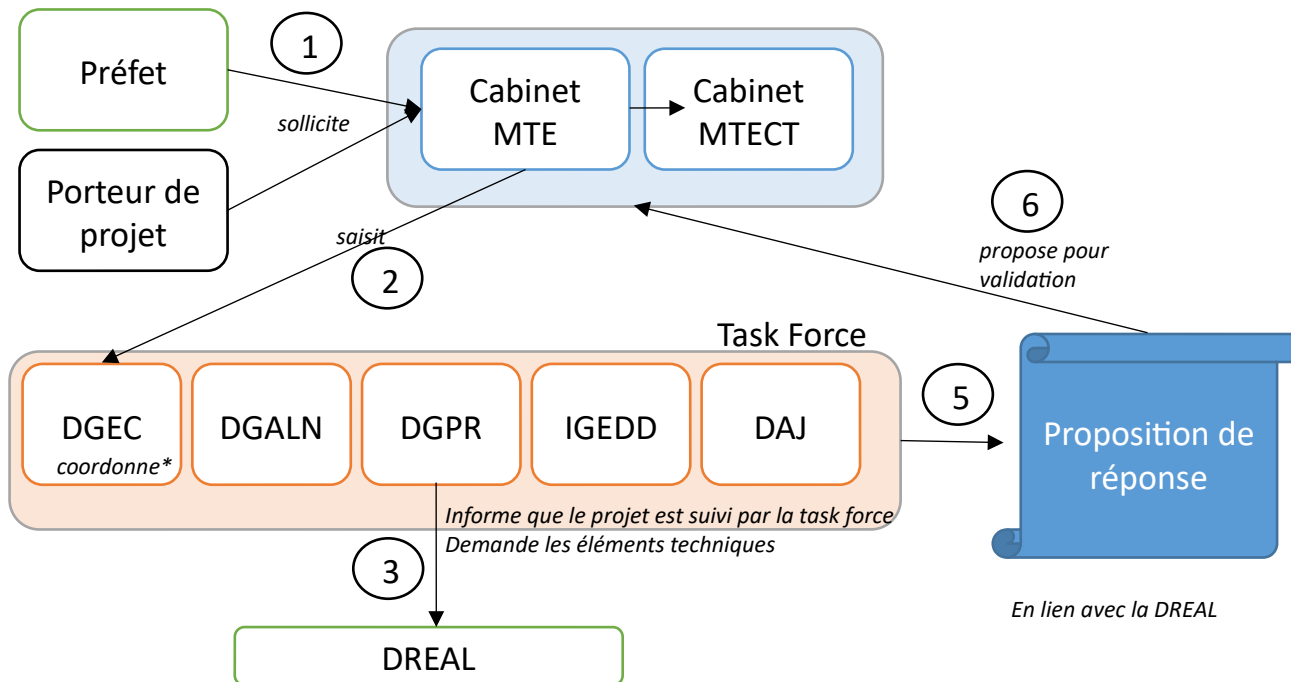 1
Préfet
Cabinet
MTE
Cabinet
MTECT
sollicite
Porteur de
projet
6
propose pour
validation
saisit
2
Task Force
DGEC
coordonne*
DGALN
DGPR
IGEDD
DAJ
5
Proposition de
réponse
Informe que le projet est suivi par la task force
Demande les éléments techniques
3
En lien avec la DREAL
DREAL